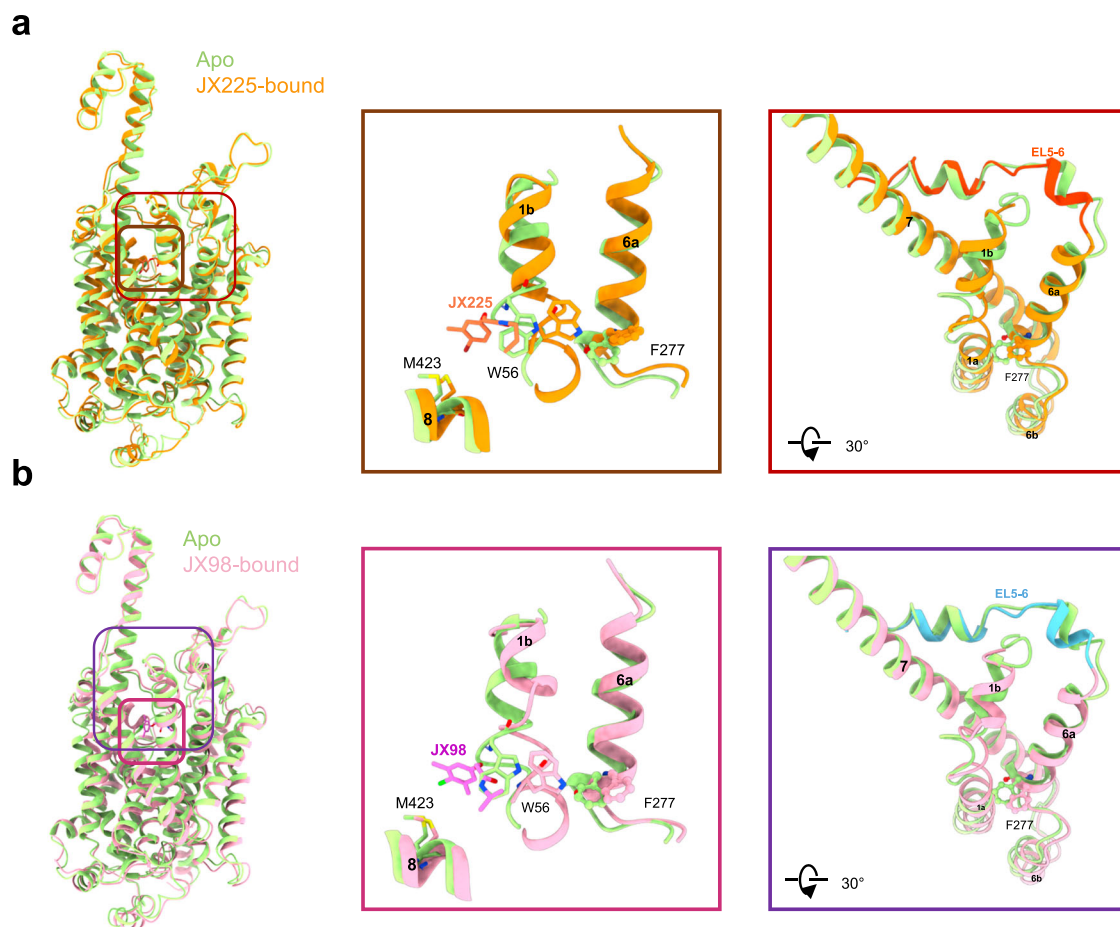 a
Apo
JX225-bound
1b
6a
JX225
M423
W56
F277
8
EL5-6
7
1b
6a
1a
F277
6b
30°
b
Apo
JX98-bound
1b
6a
JX98
M423
W56
F277
8
EL5-6
7
1b
6a
1a
F277
6b
30°